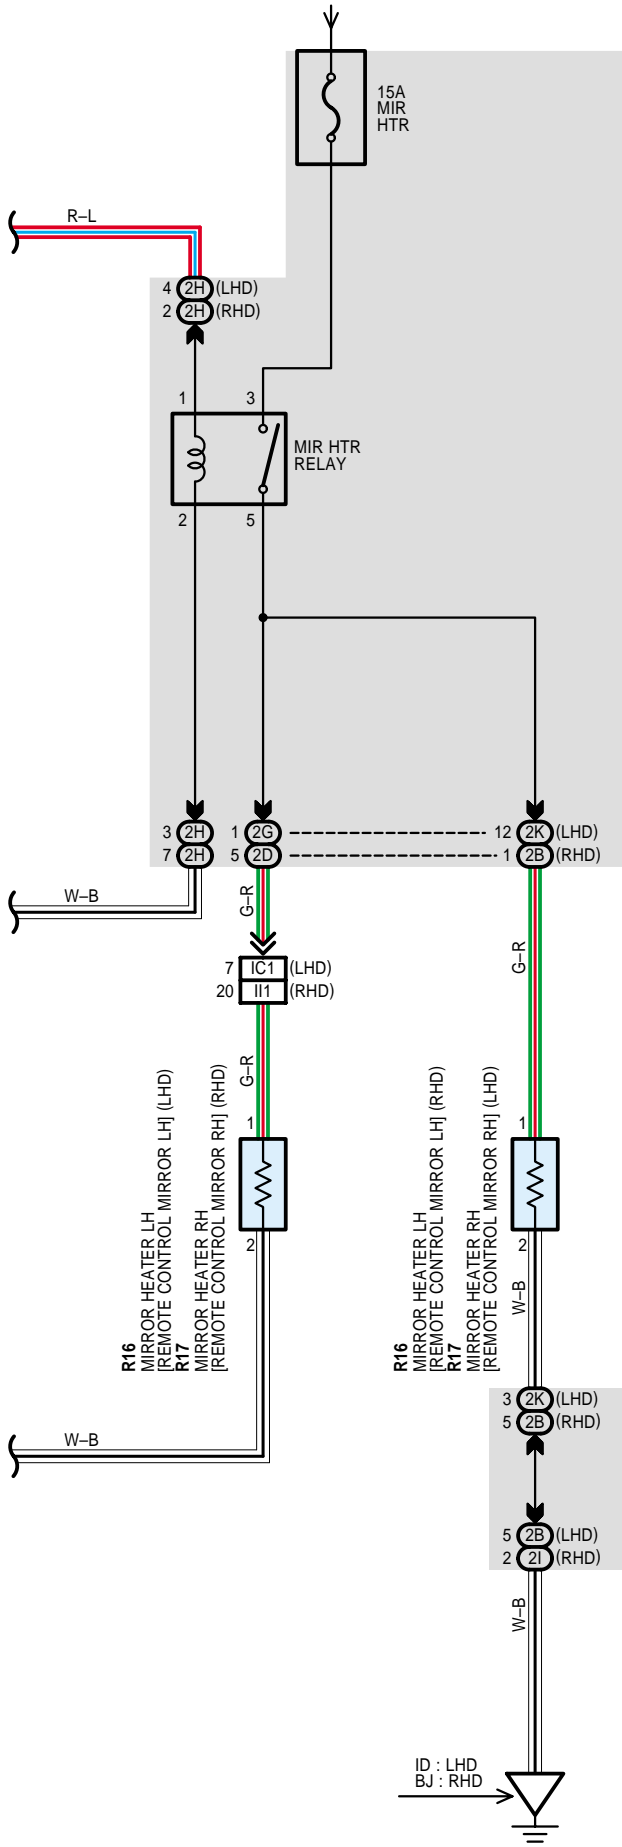 15A
MIR
HTR
R–L
4 2H (LHD)
2 2H (RHD)
1 3
MIR HTR
RELAY
2 5
3 2H 1 2G 12 2K (LHD)
7 2H 5 2D 1 2B (RHD)
W–B
G–R
G–R
7 IC1 (LHD)
20 II1 (RHD)
G–R
1
1
R16
MIRROR HEATER LH
[REMOTE CONTROL MIRROR LH] (LHD)
R17
MIRROR HEATER RH
[REMOTE CONTROL MIRROR RH] (RHD)
R16
MIRROR HEATER LH
[REMOTE CONTROL MIRROR LH] (RHD)
R17
MIRROR HEATER RH
[REMOTE CONTROL MIRROR RH] (LHD)
2
2
W–B
3 2K (LHD)
5 2B (RHD)
W–B
5 2B (LHD)
2 2I (RHD)
W–B
ID : LHD
BJ : RHD